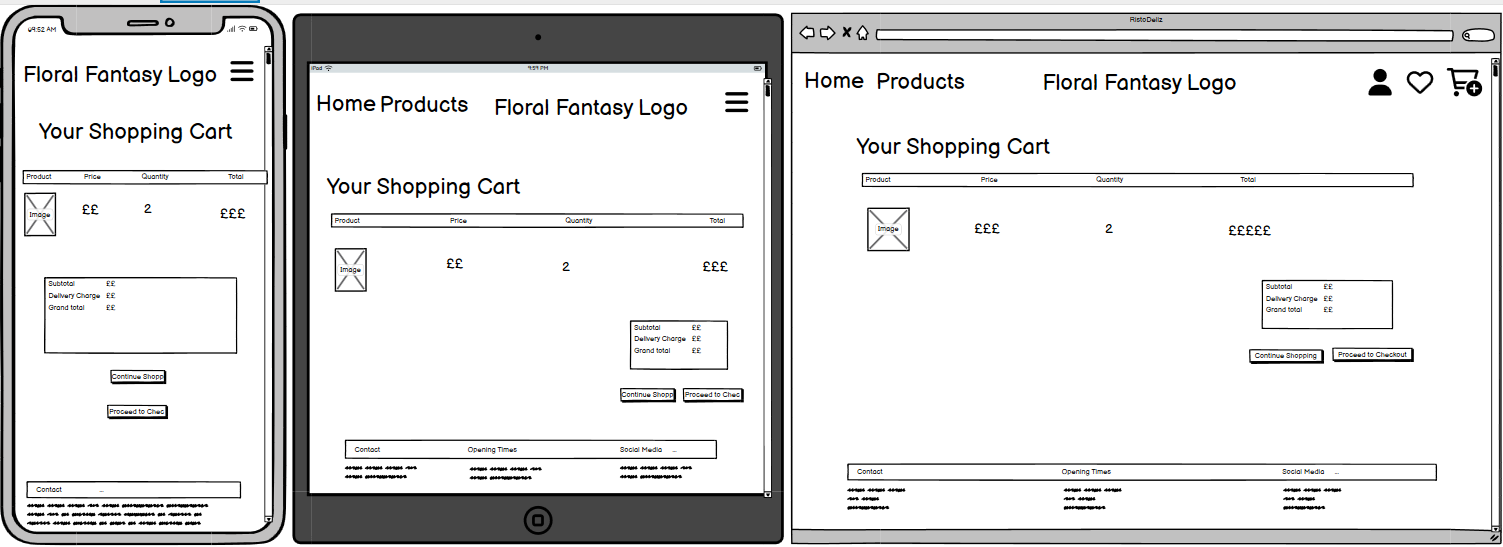 09:52 AM
Floral Fantasy Logo
Your Shopping Cart
Product Price Quantity Total
Image ££ 2 £££
Subtotal ££
Delivery Charge ££
Grand total ££
Continue Shopp
Proceed to Chec
Contact ...
iPad 9:59 PM
Home Products Floral Fantasy Logo
Your Shopping Cart
Product Price Quantity Total
Image ££ 2 £££
Subtotal ££
Delivery Charge ££
Grand total ££
Continue Shopp Proceed to Chec
Contact Opening Times Social Media ...
RistoDeliz
Home Products Floral Fantasy Logo
Your Shopping Cart
Product Price Quantity Total
Image £££ 2 £££££
Subtotal ££
Delivery Charge ££
Grand total ££
Continue Shopping Proceed to Checkout
Contact Opening Times Social Media ...